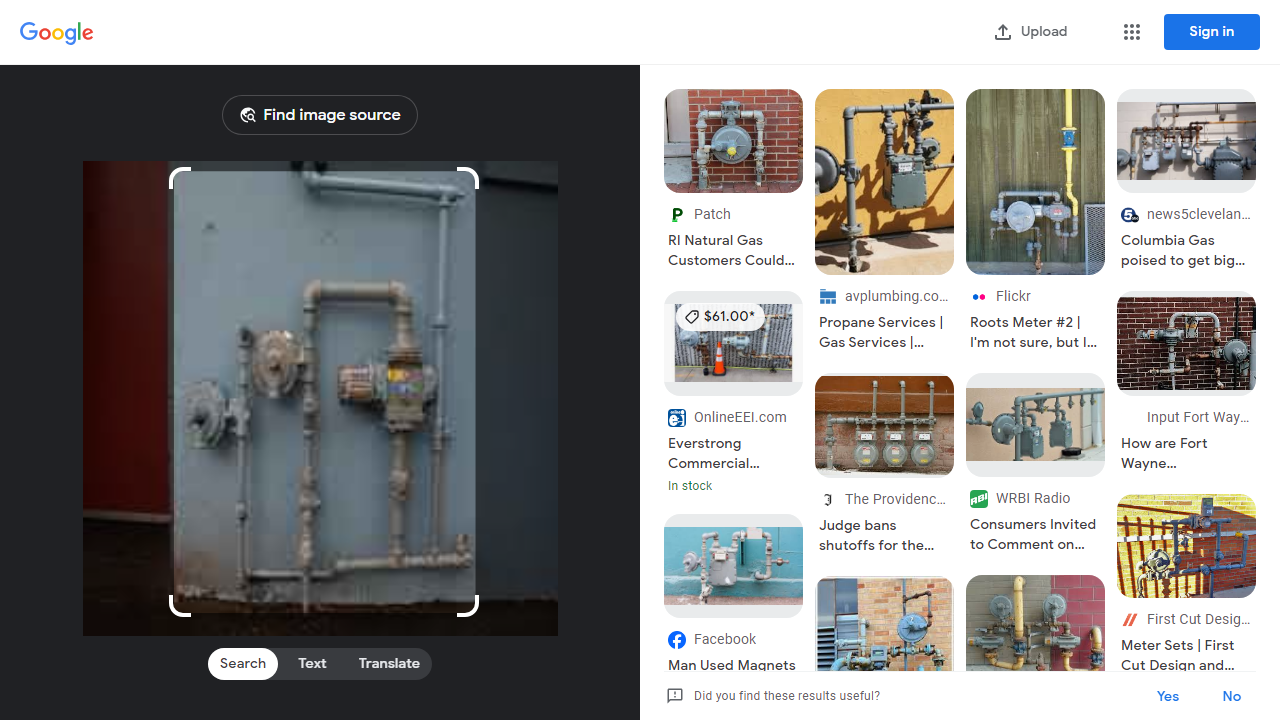 Google
Upload
Sign in
Find image source
Search
Text
Translate
Patch
RI Natural Gas
Customers Could...
$61.00*
OnlineEEI.com
Everstrong
Commercial...
In stock
Facebook
Man Used Magnets
avplumbing.co...
Propane Services |
Gas Services |...
The Providenc...
Judge bans
shutoffs for the...
Flickr
Roots Meter #2 |
I'm not sure, but I...
WRBI Radio
Consumers Invited
to Comment on...
news5clevelan...
Columbia Gas
poised to get big...
Input Fort Way...
How are Fort
Wayne...
First Cut Desig...
Meter Sets | First
Cut Design and...
Did you find these results useful?
Yes
No